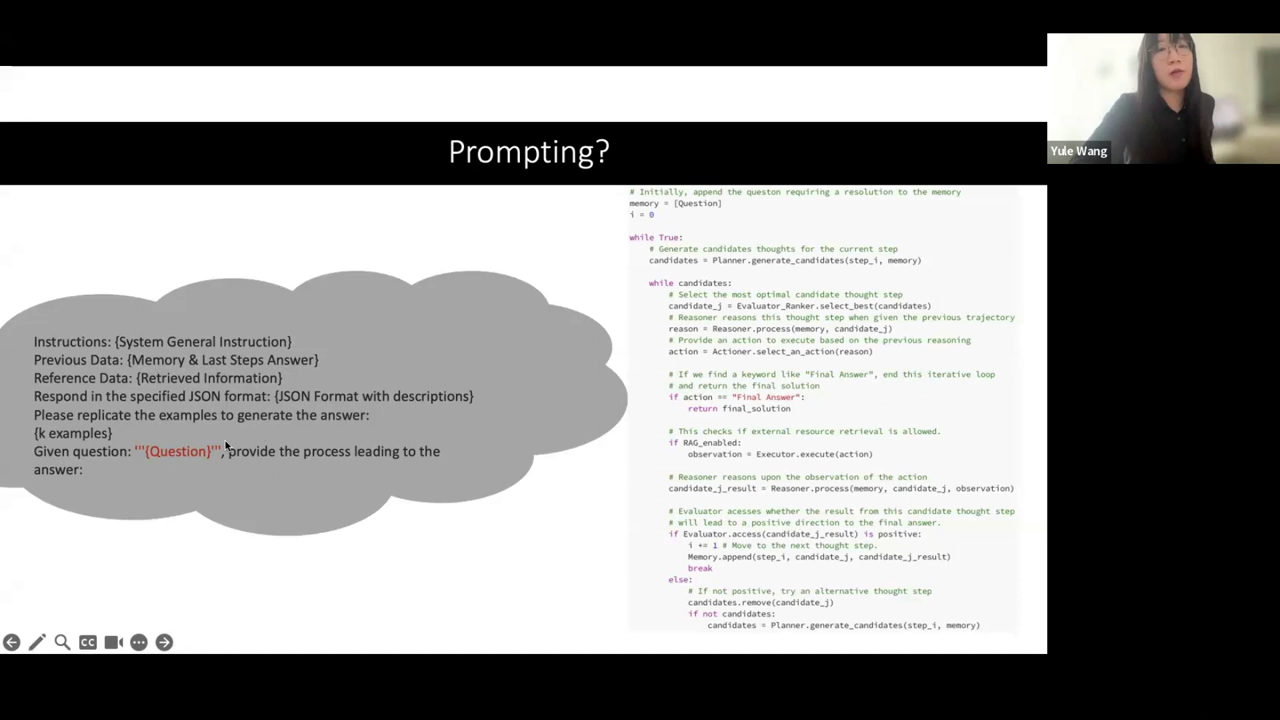 Prompting?
Yule Wang
Instructions: {System General Instruction}
Previous Data: {Memory & Last Steps Answer}
Reference Data: {Retrieved Information}
Respond in the specified JSON format: {JSON Format with descriptions}
Please replicate the examples to generate the answer:
{k examples}
Given question: '''{Question}''', provide the process leading to the
answer:
# Initially, append the queston requiring a resolution to the memory
memory = [Question]
i = 0
while True:
# Generate candidates thoughts for the current step
candidates = Planner.generate_candidates(step_i, memory)
while candidates:
# Select the most optimal candidate thought step
candidate_j = Evaluator_Ranker.select_best(candidates)
# Reasoner reasons this thought step when given the previous trajectory
reason = Reasoner.process(memory, candidate_j)
# Provide an action to execute based on the previous reasoning
action = Actioner.select_an_action(reason)
# If we find a keyword like "Final Answer", end this iterative loop
# and return the final solution
if action == "Final Answer":
return final_solution
# This checks if external resource retrieval is allowed.
if RAG_enabled:
observation = Executor.execute(action)
# Reasoner reasons upon the observation of the action
candidate_j_result = Reasoner.process(memory, candidate_j, observation)
# Evaluator acesses whether the result from this candidate thought step
# will lead to a positive direction to the final answer.
if Evaluator.access(candidate_j_result) is positive:
i += 1 # Move to the next thought step.
Memory.append(step_i, candidate_j, candidate_j_result)
break
else:
# If not positive, try an alternative thought step
candidates.remove(candidate_j)
if not candidates:
candidates = Planner.generate_candidates(step_i, memory)
CC